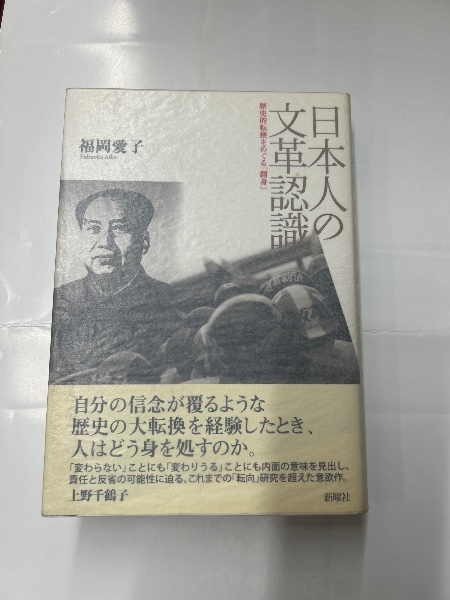 日本人の
文革認識
歴史的転換をめぐる「翻身」
福岡愛子
Fukuoka Aiko
自分の信念が覆るような
歴史の大転換を経験したとき、
人はどう身を処すのか。
「変わらない」ことにも「変わりうる」ことにも内面の意味を見出し、
責任と反省の可能性に迫る。これまでの「転向」研究を超えた意欲作。
上野千鶴子
新曜社